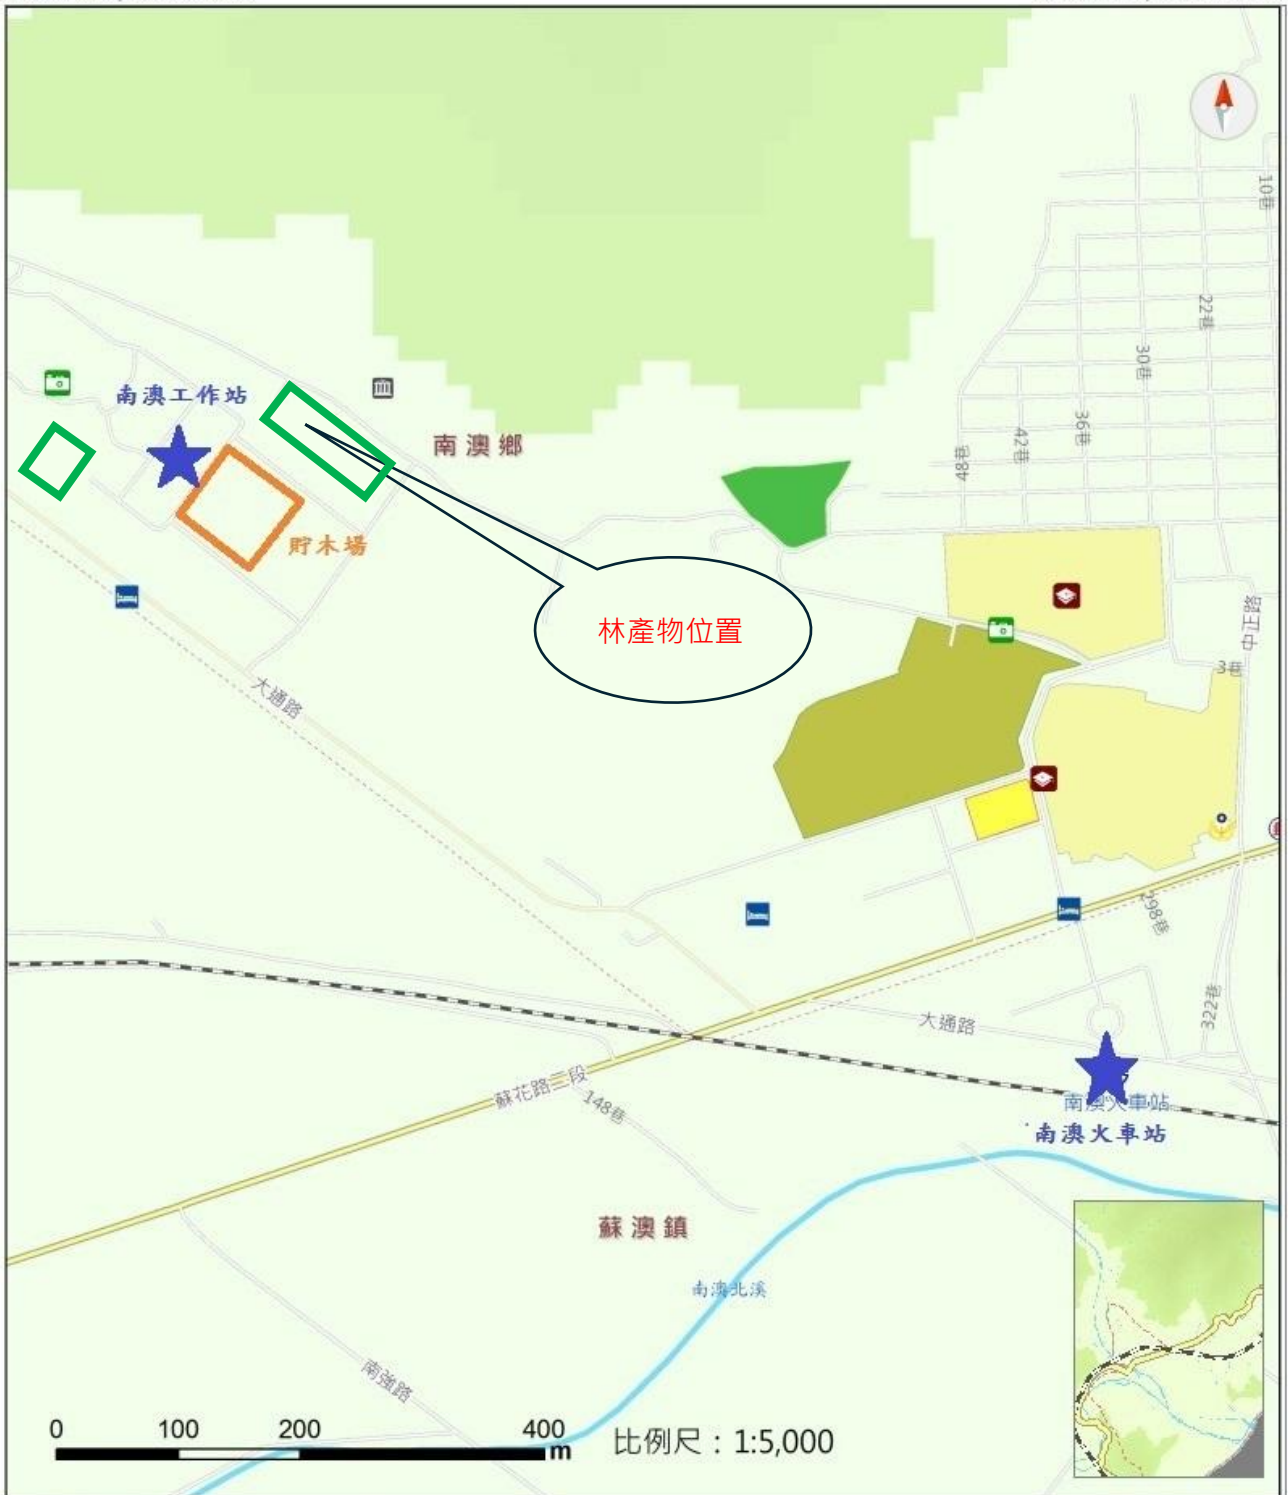 10巷
22巷
30巷
36巷
42巷
48巷
南澳工作站
南澳鄉
貯木場
林產物位置
中正路
3巷
大通路
298巷
322巷
大通路
蘇花路二段
148巷
南澳火車站
南澳火車站
蘇澳鎮
南澳北溪
南強路
0 100 200 400
m
比例尺：1:5,000